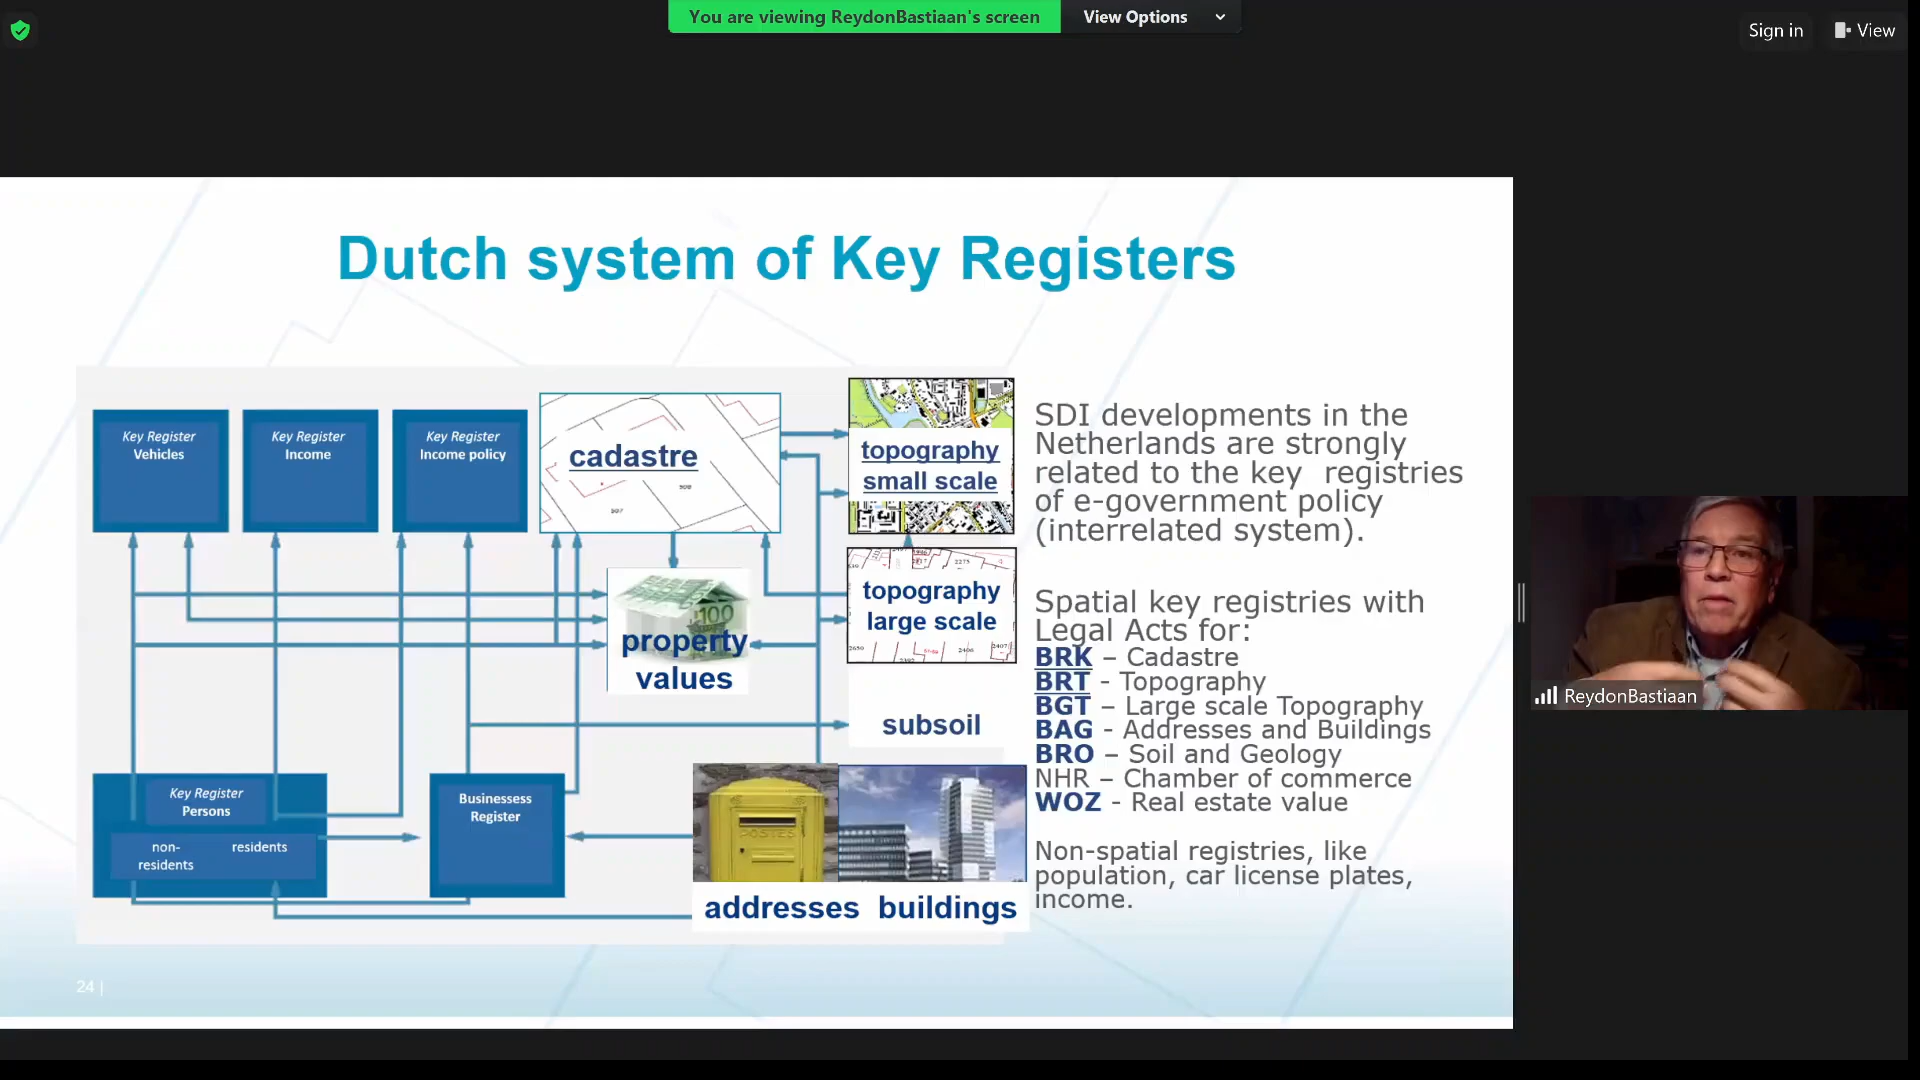 You are viewing ReydonBastiaan's screen
View Options
Sign in
View
Dutch system of Key Registers
Key Register
Vehicles
Key Register
Income
Key Register
Income policy
cadastre
topography
small scale
SDI developments in the
Netherlands are strongly
related to the key registries
of e-government policy
(interrelated system).
topography
large scale
100
property
values
subsoil
Spatial key registries with
Legal Acts for:
BRK – Cadastre
BRT - Topography
BGT – Large scale Topography
BAG - Addresses and Buildings
BRO – Soil and Geology
NHR – Chamber of commerce
WOZ - Real estate value
Key Register
Persons
non-
residents
residents
Businessess
Register
POSTES
addresses buildings
Non-spatial registries, like
population, car license plates,
income.
24 |
ReydonBastiaan